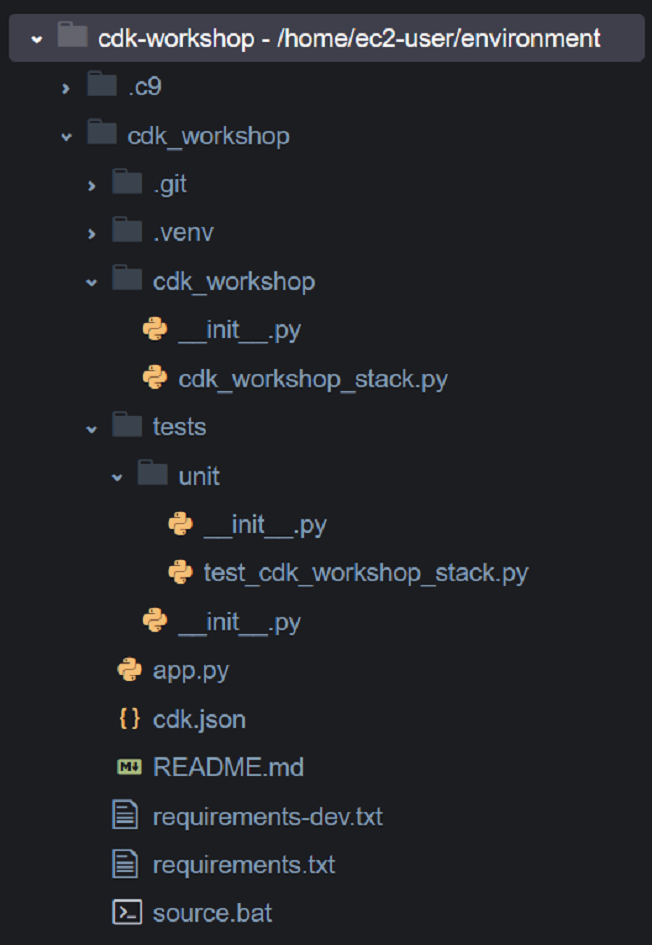 cdk-workshop - /home/ec2-user/environment
.c9
cdk_workshop
.git
.venv
cdk_workshop
__init__.py
cdk_workshop_stack.py
tests
unit
__init__.py
test_cdk_workshop_stack.py
__init__.py
app.py
{} cdk.json
M↓ README.md
requirements-dev.txt
requirements.txt
source.bat